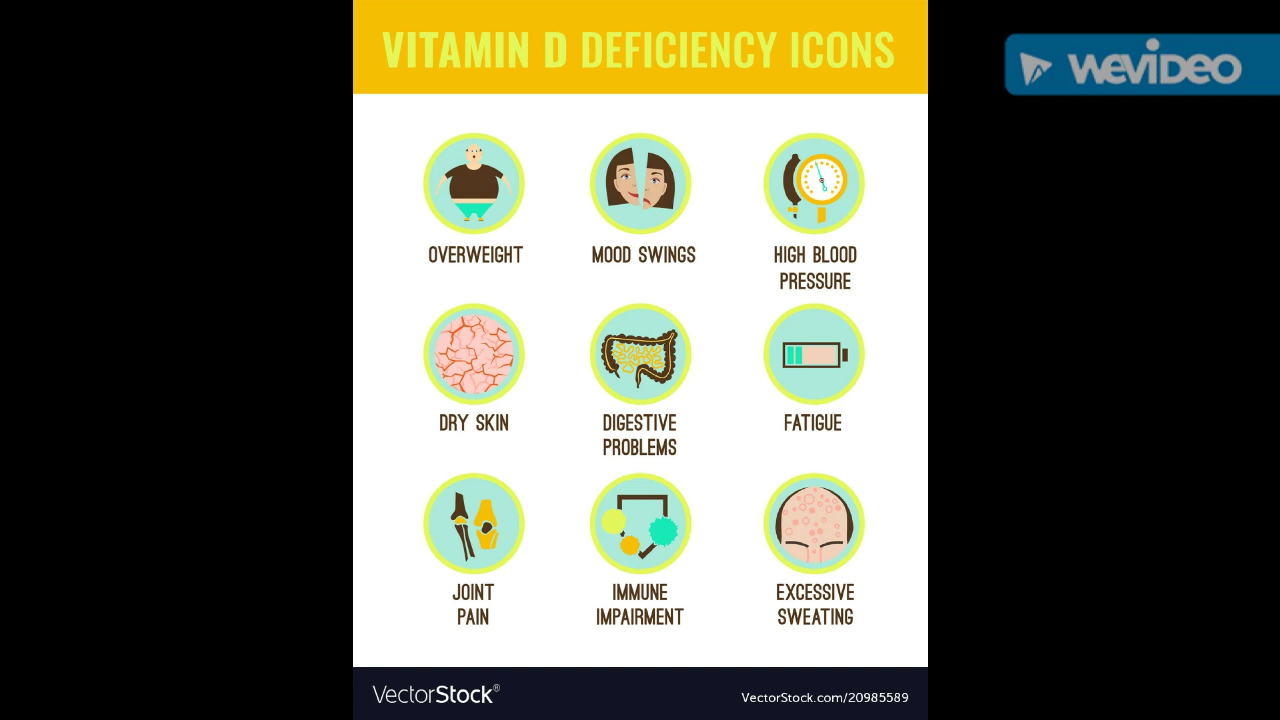 VITAMIN D DEFICIENCY ICONS
WEVIDEO
OVERWEIGHT
MOOD SWINGS
HIGH BLOOD
PRESSURE
DRY SKIN
DIGESTIVE
PROBLEMS
FATIGUE
JOINT
PAIN
IMMUNE
IMPAIRMENT
EXCESSIVE
SWEATING
VectorStock®
VectorStock.com/20985589